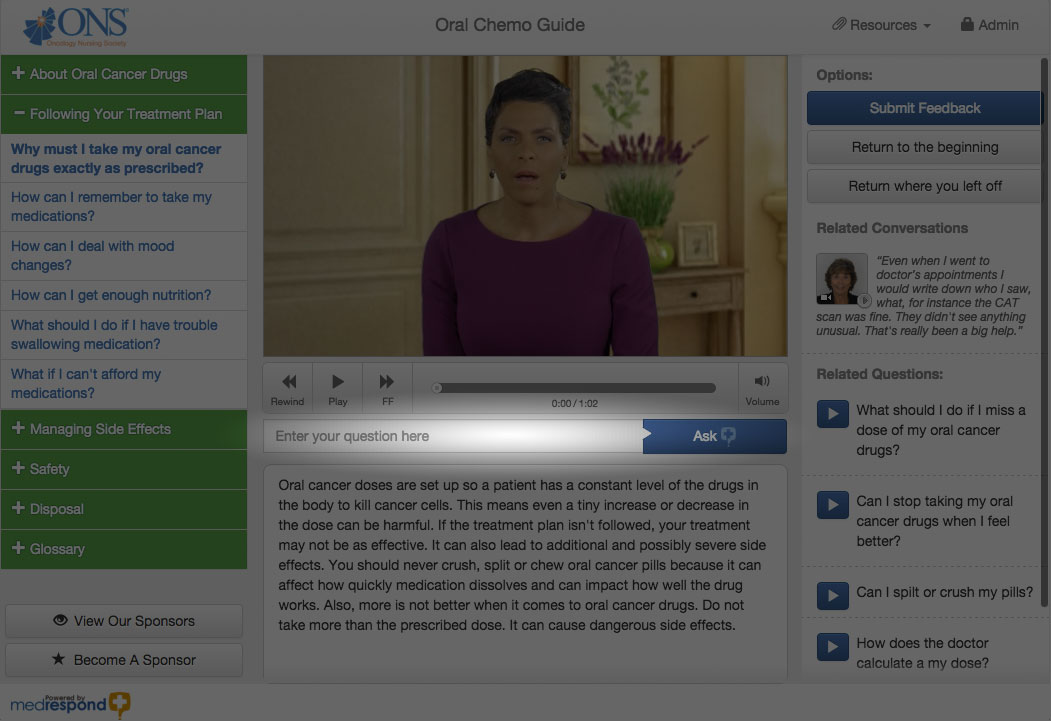 ONS
Oncology Nursing Society
Oral Chemo Guide
Resources
Admin
About Oral Cancer Drugs
Following Your Treatment Plan
Why must I take my oral cancer
drugs exactly as prescribed?
How can I remember to take my
medications?
How can I deal with mood
changes?
How can I get enough nutrition?
What should I do if I have trouble
swallowing medication?
What if I can't afford my
medications?
Managing Side Effects
Safety
Disposal
Glossary
View Our Sponsors
Become A Sponsor
Rewind
Play
FF
0:00 / 1:02
Volume
Enter your question here
Ask
Oral cancer doses are set up so a patient has a constant level of the drugs in
the body to kill cancer cells. This means even a tiny increase or decrease in
the dose can be harmful. If the treatment plan isn't followed, your treatment
may not be as effective. It can also lead to additional and possibly severe side
effects. You should never crush, split or chew oral cancer pills because it can
affect how quickly medication dissolves and can impact how well the drug
works. Also, more is not better when it comes to oral cancer drugs. Do not
take more than the prescribed dose. It can cause dangerous side effects.
Options:
Submit Feedback
Return to the beginning
Return where you left off
Related Conversations
"Even when I went to
doctor's appointments I
would write down who I saw,
what, for instance the CAT
scan was fine. They didn't see anything
unusual. That's really been a big help."
Related Questions:
What should I do if I miss a
dose of my oral cancer
drugs?
Can I stop taking my oral
cancer drugs when I feel
better?
Can I spilt or crush my pills?
How does the doctor
calculate a my dose?
Powered by
medrespond